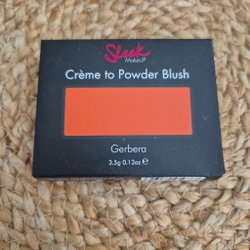 Sleek
MakeUP
Crème to Powder Blush
Gerbera
3.5g 0.12oz e